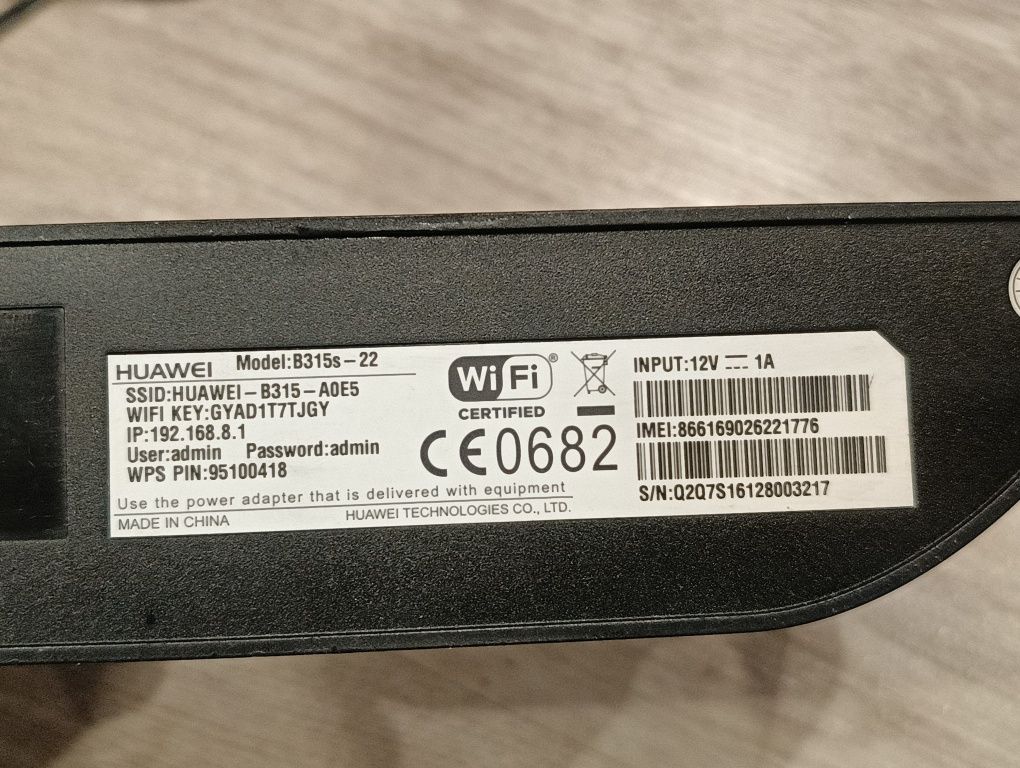 HUAWEI Model:B315s-22
SSID:HUAWEI-B315-A0E5
WIFI KEY:GYAD1T7TJGY
IP:192.168.8.1
User:admin Password:admin
WPS PIN:95100418
Use the power adapter that is delivered with equipment
MADE IN CHINA HUAWEI TECHNOLOGIES CO., LTD.
Wi Fi ®
CERTIFIED
CE0682
INPUT:12V ⎓ 1A
IMEI:866169026221776
S/N:Q2Q7S16128003217